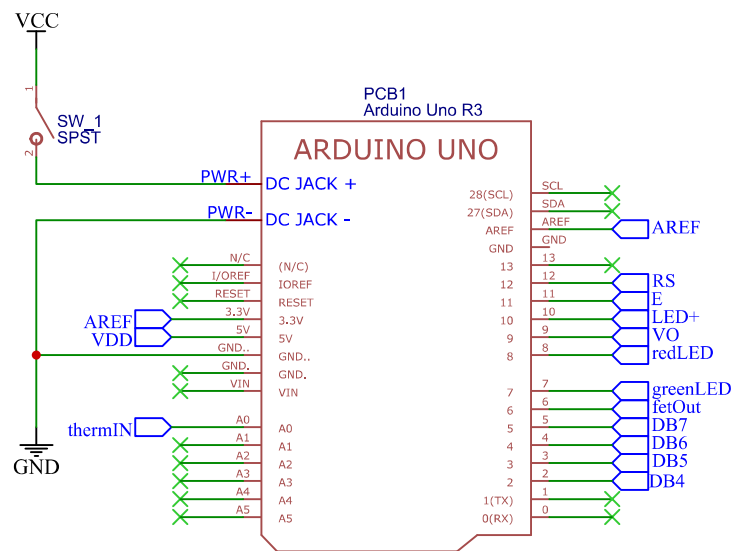 VCC
1
SW_1
SPST
2
PCB1
Arduino Uno R3
ARDUINO UNO
PWR+ DC JACK +
PWR- DC JACK -
N/C (N/C)
I/OREF IOREF
RESET RESET
AREF 3.3V 3.3V
VDD 5V 5V
GND.. GND..
GND. GND.
VIN VIN
thermIN A0 A0
A1 A1
A2 A2
A3 A3
A4 A4
A5 A5
GND
28(SCL) SCL
27(SDA) SDA
AREF AREF AREF
GND GND
13 13
12 12 RS
11 11 E
10 10 LED+
9 9 VO
8 8 redLED
7 7 greenLED
6 6 fetOut
5 5 DB7
4 4 DB6
3 3 DB5
2 2 DB4
1(TX) 1
0(RX) 0